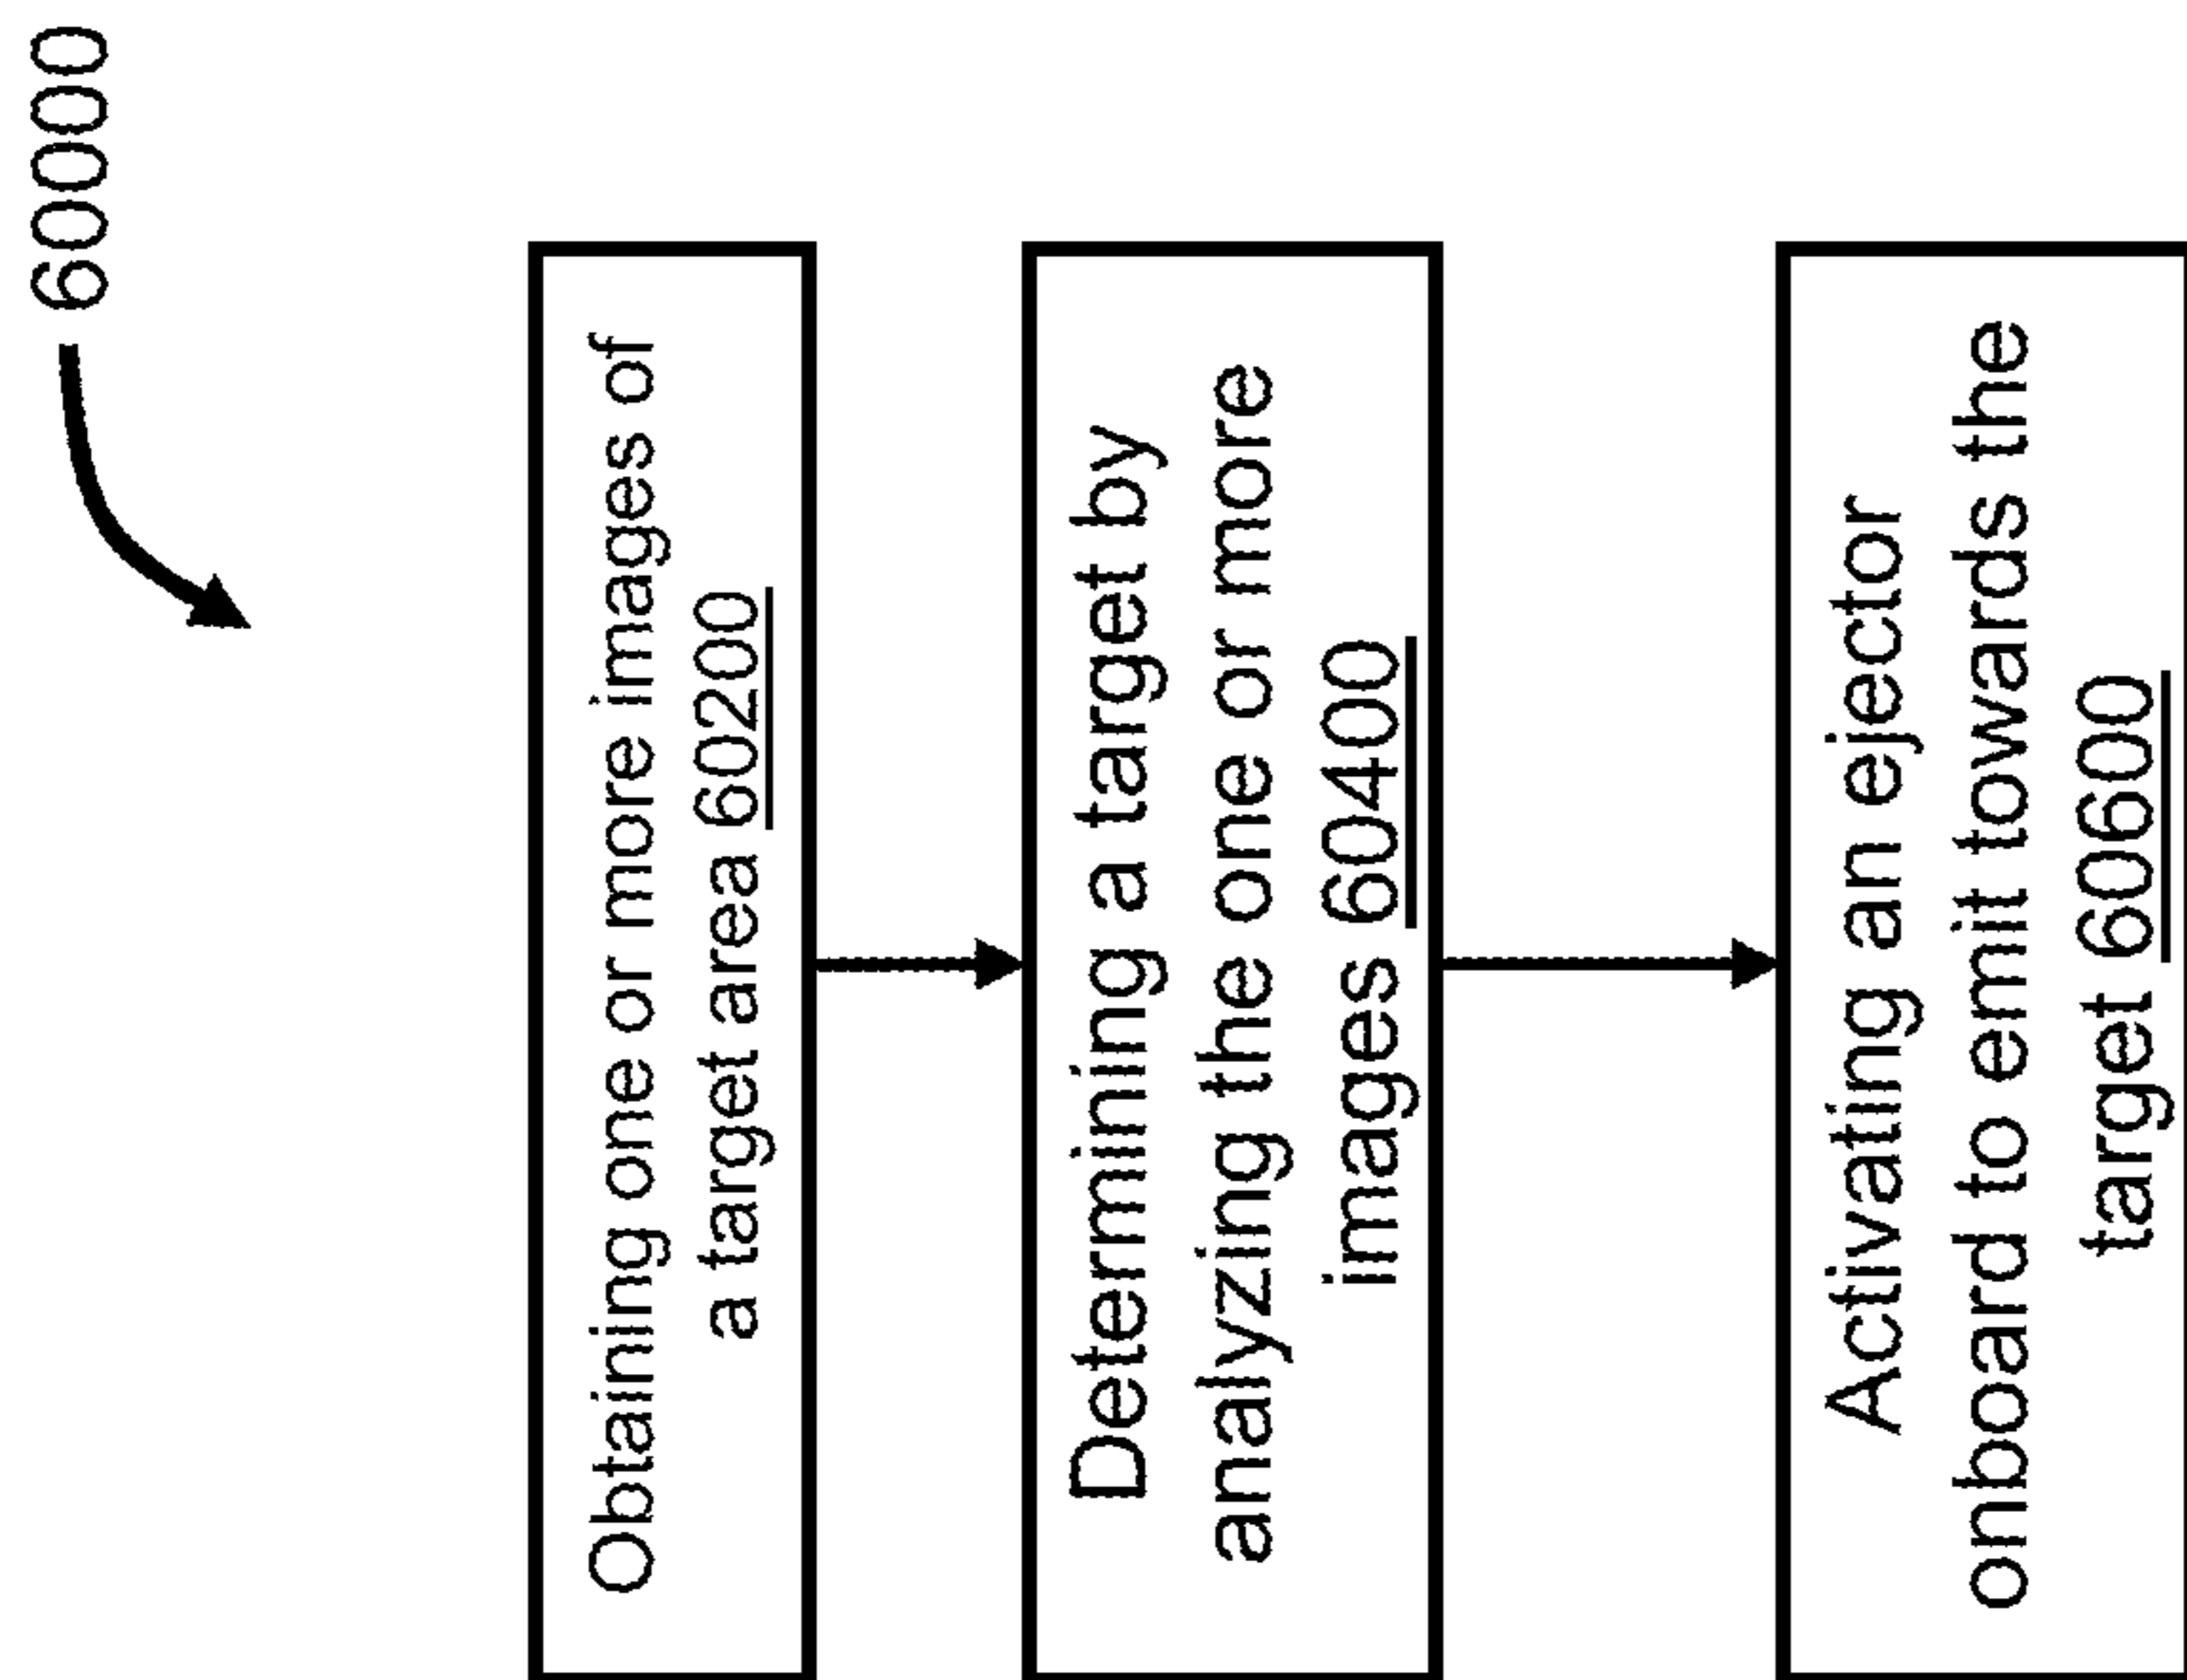 60000
Obtaining one or more images of
a target area 60200
Determining a target by
analyzing the one or more
images 60400
Activating an ejector
onboard to emit towards the
target 60600